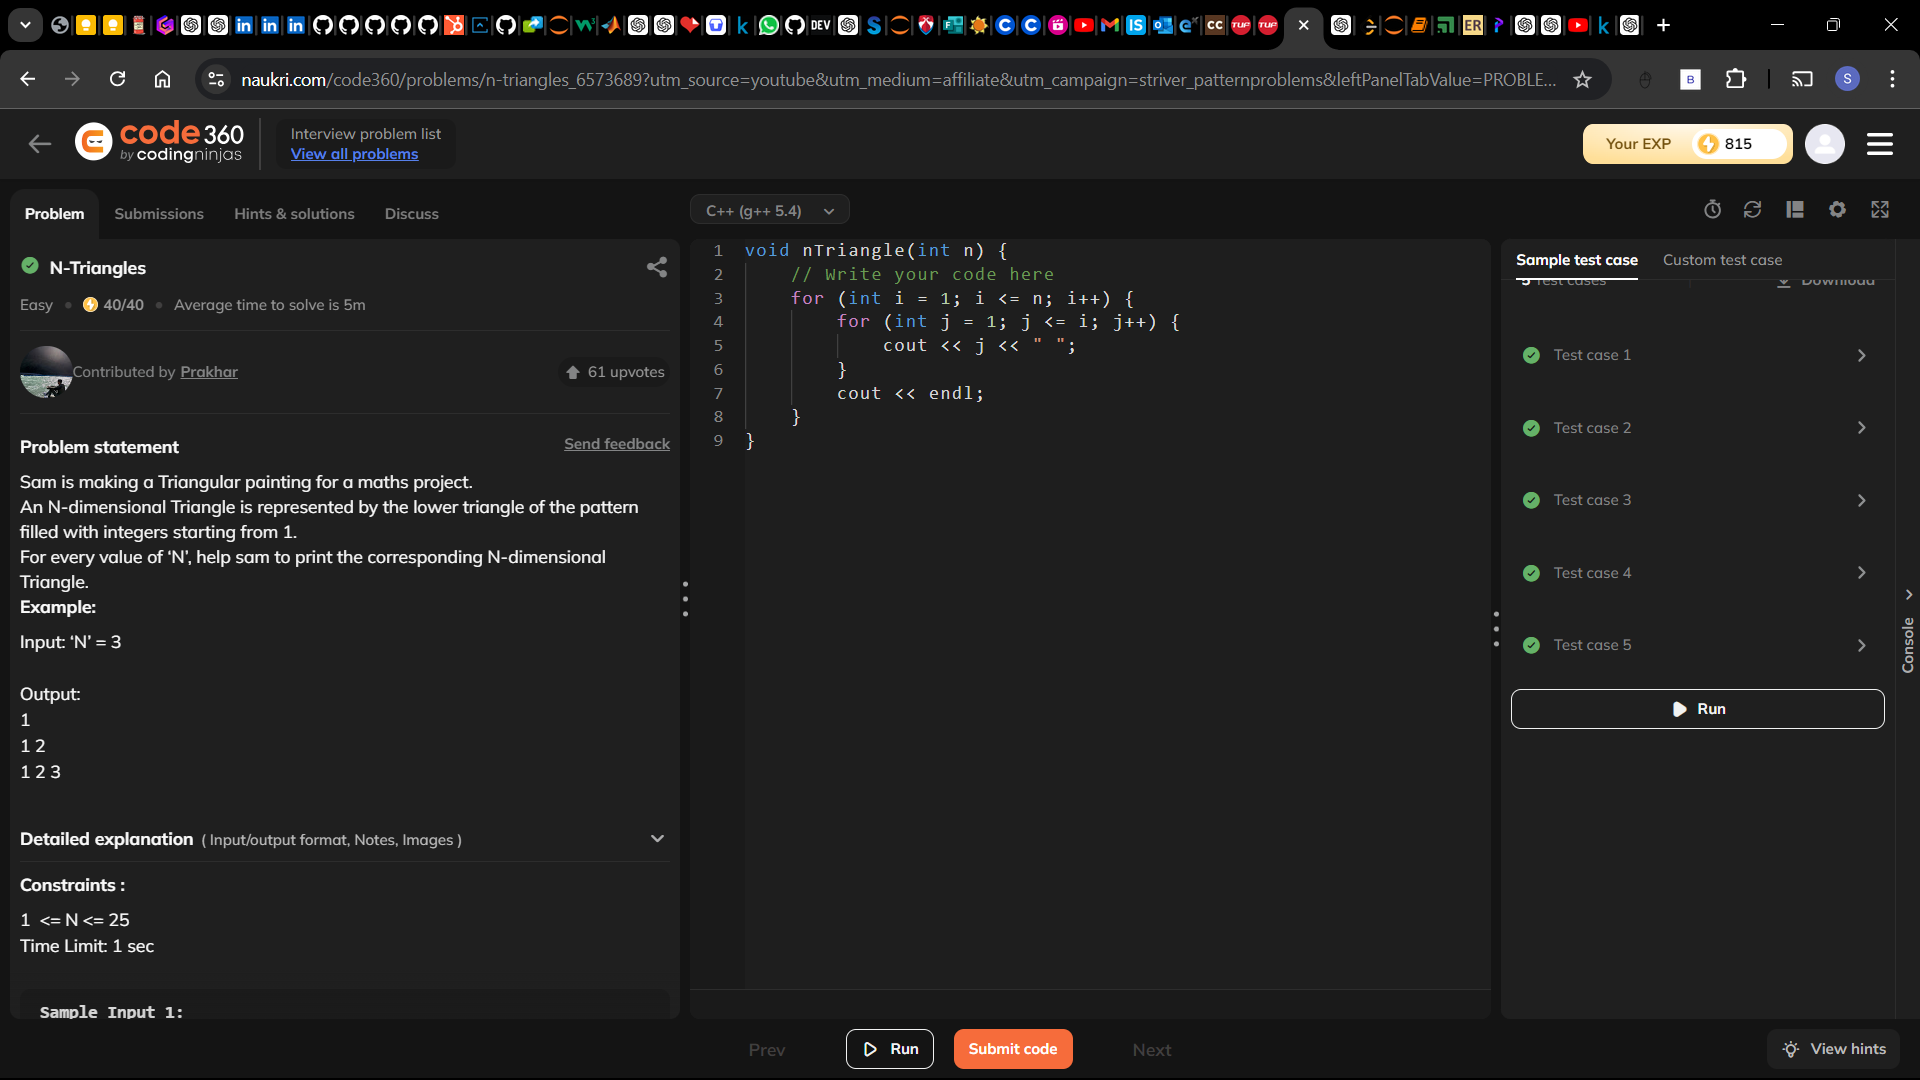 naukri.com/code360/problems/n-triangles_6573689?utm_source=youtube&utm_medium=affiliate&utm_campaign=striver_patternproblems&leftPanelTabValue=PROBLE...
code 360
by codingninjas
Interview problem list
View all problems
Your EXP 815
Problem Submissions Hints & solutions Discuss
N-Triangles
Easy 40/40 Average time to solve is 5m
Contributed by Prakhar 61 upvotes
Problem statement Send feedback
Sam is making a Triangular painting for a maths project.
An N-dimensional Triangle is represented by the lower triangle of the pattern
filled with integers starting from 1.
For every value of ‘N’, help sam to print the corresponding N-dimensional
Triangle.
Example:
Input: ‘N’ = 3
Output:
1
1 2
1 2 3
Detailed explanation ( Input/output format, Notes, Images )
Constraints :
1 <= N <= 25
Time Limit: 1 sec
Sample Input 1:
C++ (g++ 5.4)
1 void nTriangle(int n) {
2 // Write your code here
3 for (int i = 1; i <= n; i++) {
4 for (int j = 1; j <= i; j++) {
5 cout << j << " ";
6 }
7 cout << endl;
8 }
9 }
Sample test case Custom test case
5 Test cases Download
Test case 1
Test case 2
Test case 3
Test case 4
Test case 5
Run
Console
Prev Run Submit code Next View hints